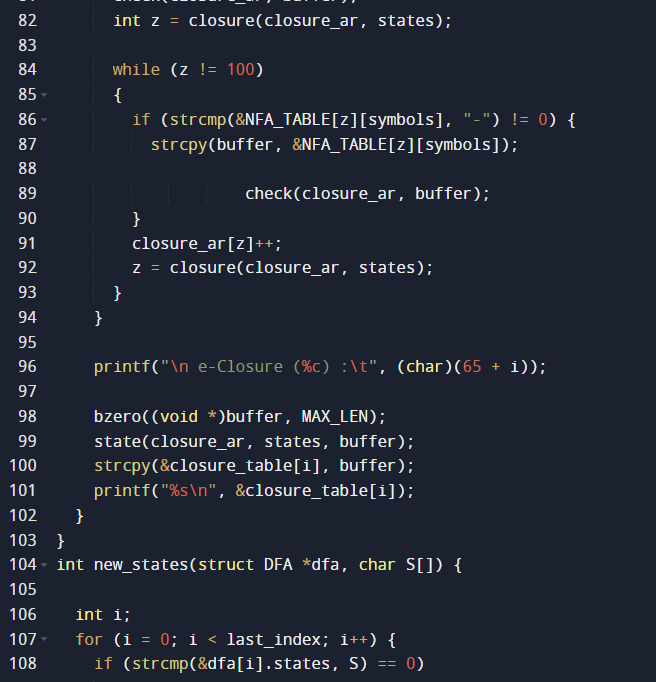 82 int z = closure(closure_ar, states);
83
84 while (z != 100)
85 {
86 if (strcmp(&NFA_TABLE[z][symbols], "-") != 0) {
87 strcpy(buffer, &NFA_TABLE[z][symbols]);
88
89 check(closure_ar, buffer);
90 }
91 closure_ar[z]++;
92 z = closure(closure_ar, states);
93 }
94 }
95
96 printf("\n e-Closure (%c) :\t", (char)(65 + i));
97
98 bzero((void *)buffer, MAX_LEN);
99 state(closure_ar, states, buffer);
100 strcpy(&closure_table[i], buffer);
101 printf("%s\n", &closure_table[i]);
102 }
103 }
104 int new_states(struct DFA *dfa, char S[]) {
105
106 int i;
107 for (i = 0; i < last_index; i++) {
108 if (strcmp(&dfa[i].states, S) == 0)